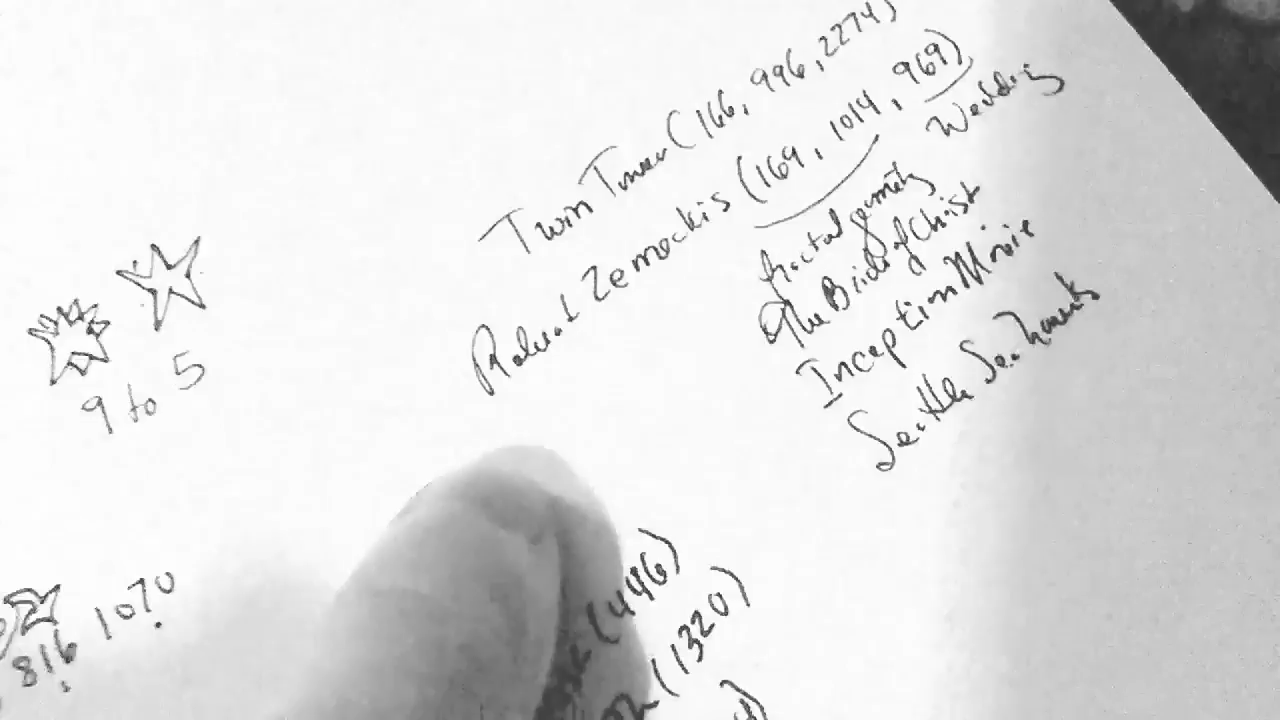 Twin Tower (166, 996, 2274)
Robert Zemeckis (169, 1014, 969)
Wedding
fractal geometry
The Bride of Christ
Inception Movie
Seattle Seahawks
9 to 5
816 1070
(446)
(1320)